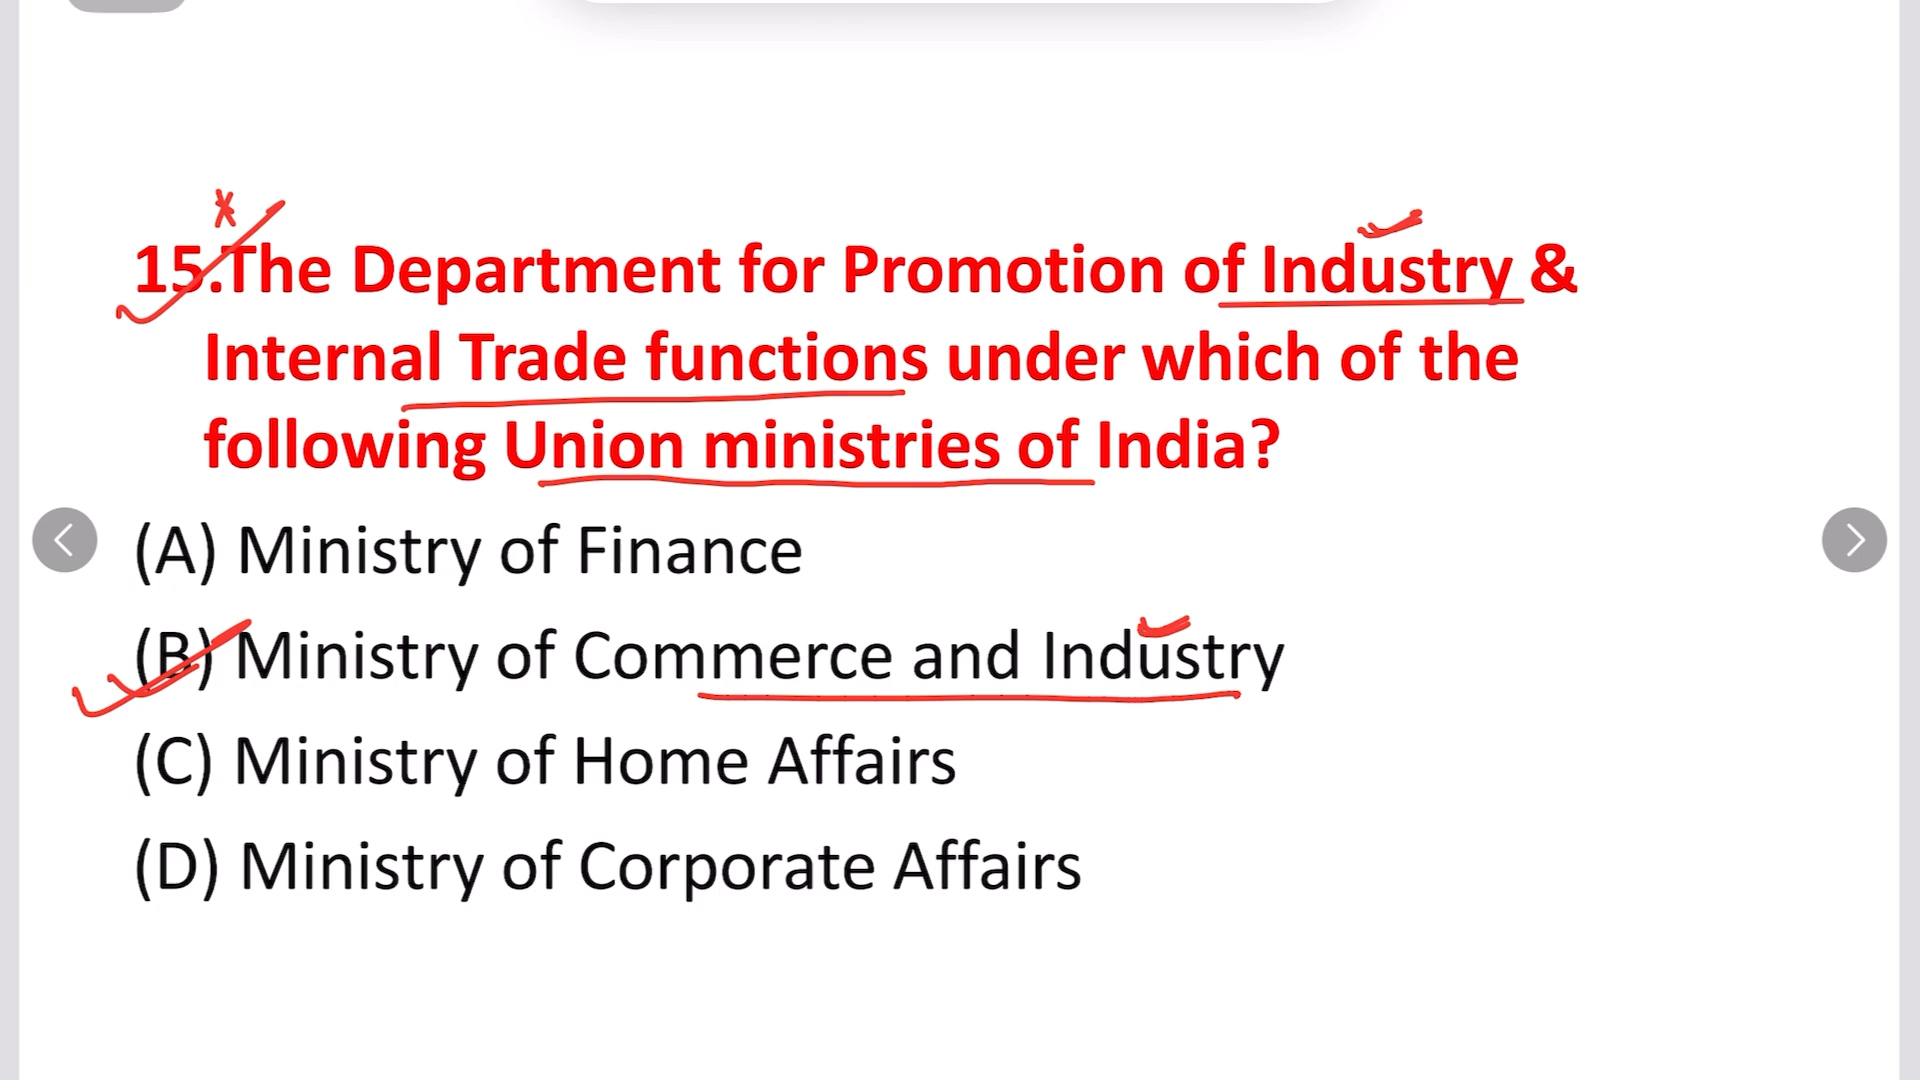 15.The Department for Promotion of Industry &
Internal Trade functions under which of the
following Union ministries of India?
(A) Ministry of Finance
(B) Ministry of Commerce and Industry
(C) Ministry of Home Affairs
(D) Ministry of Corporate Affairs